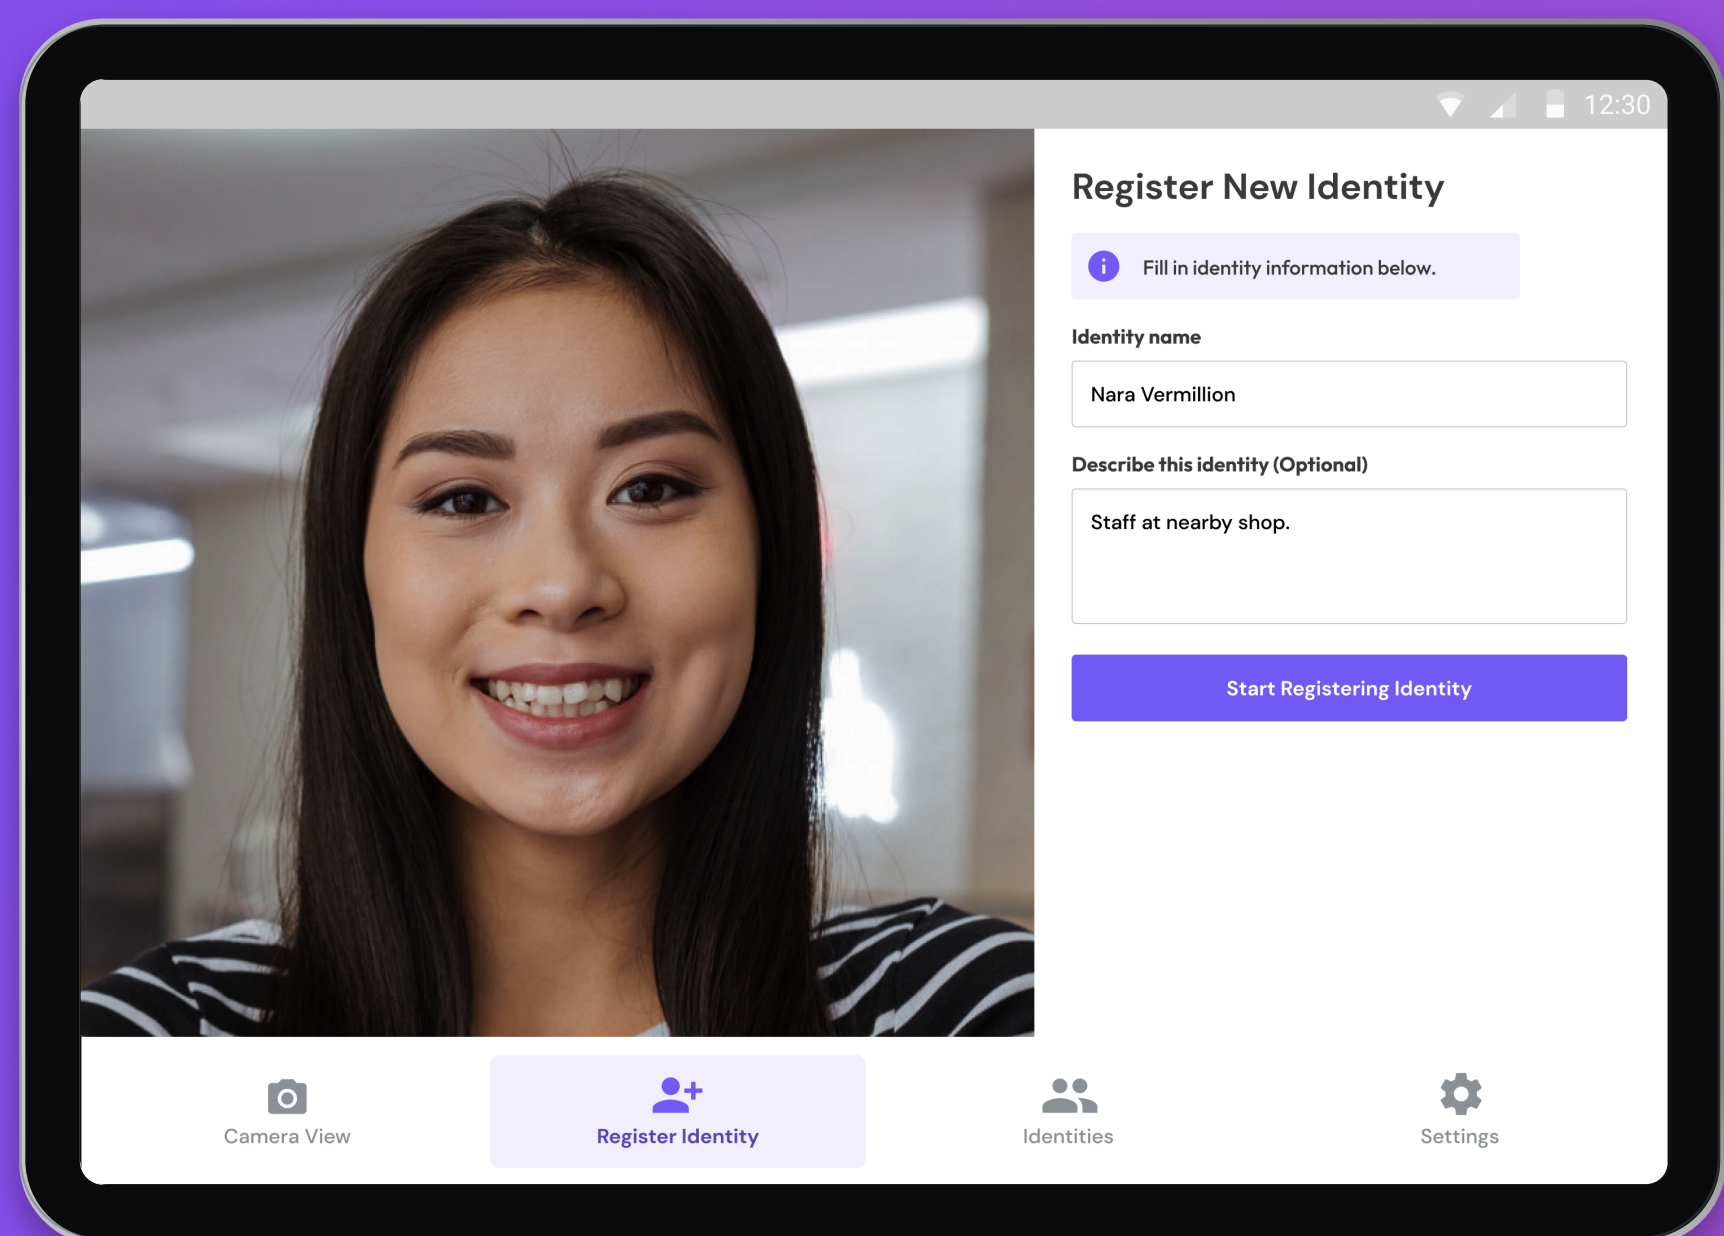 12:30
Register New Identity
Fill in identity information below.
Identity name
Nara Vermillion
Describe this identity (Optional)
Staff at nearby shop.
Start Registering Identity
Camera View
Register Identity
Identities
Settings